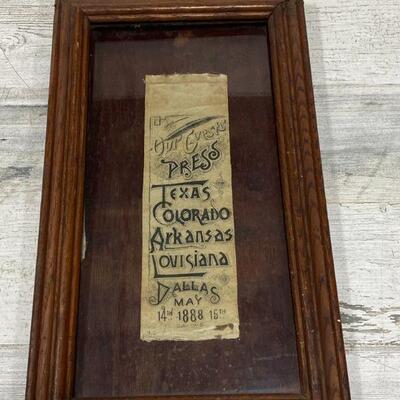 Our Guests
PRESS
Texas
Colorado
Arkansas
Louisiana
Dallas
May
14th 1888 15th